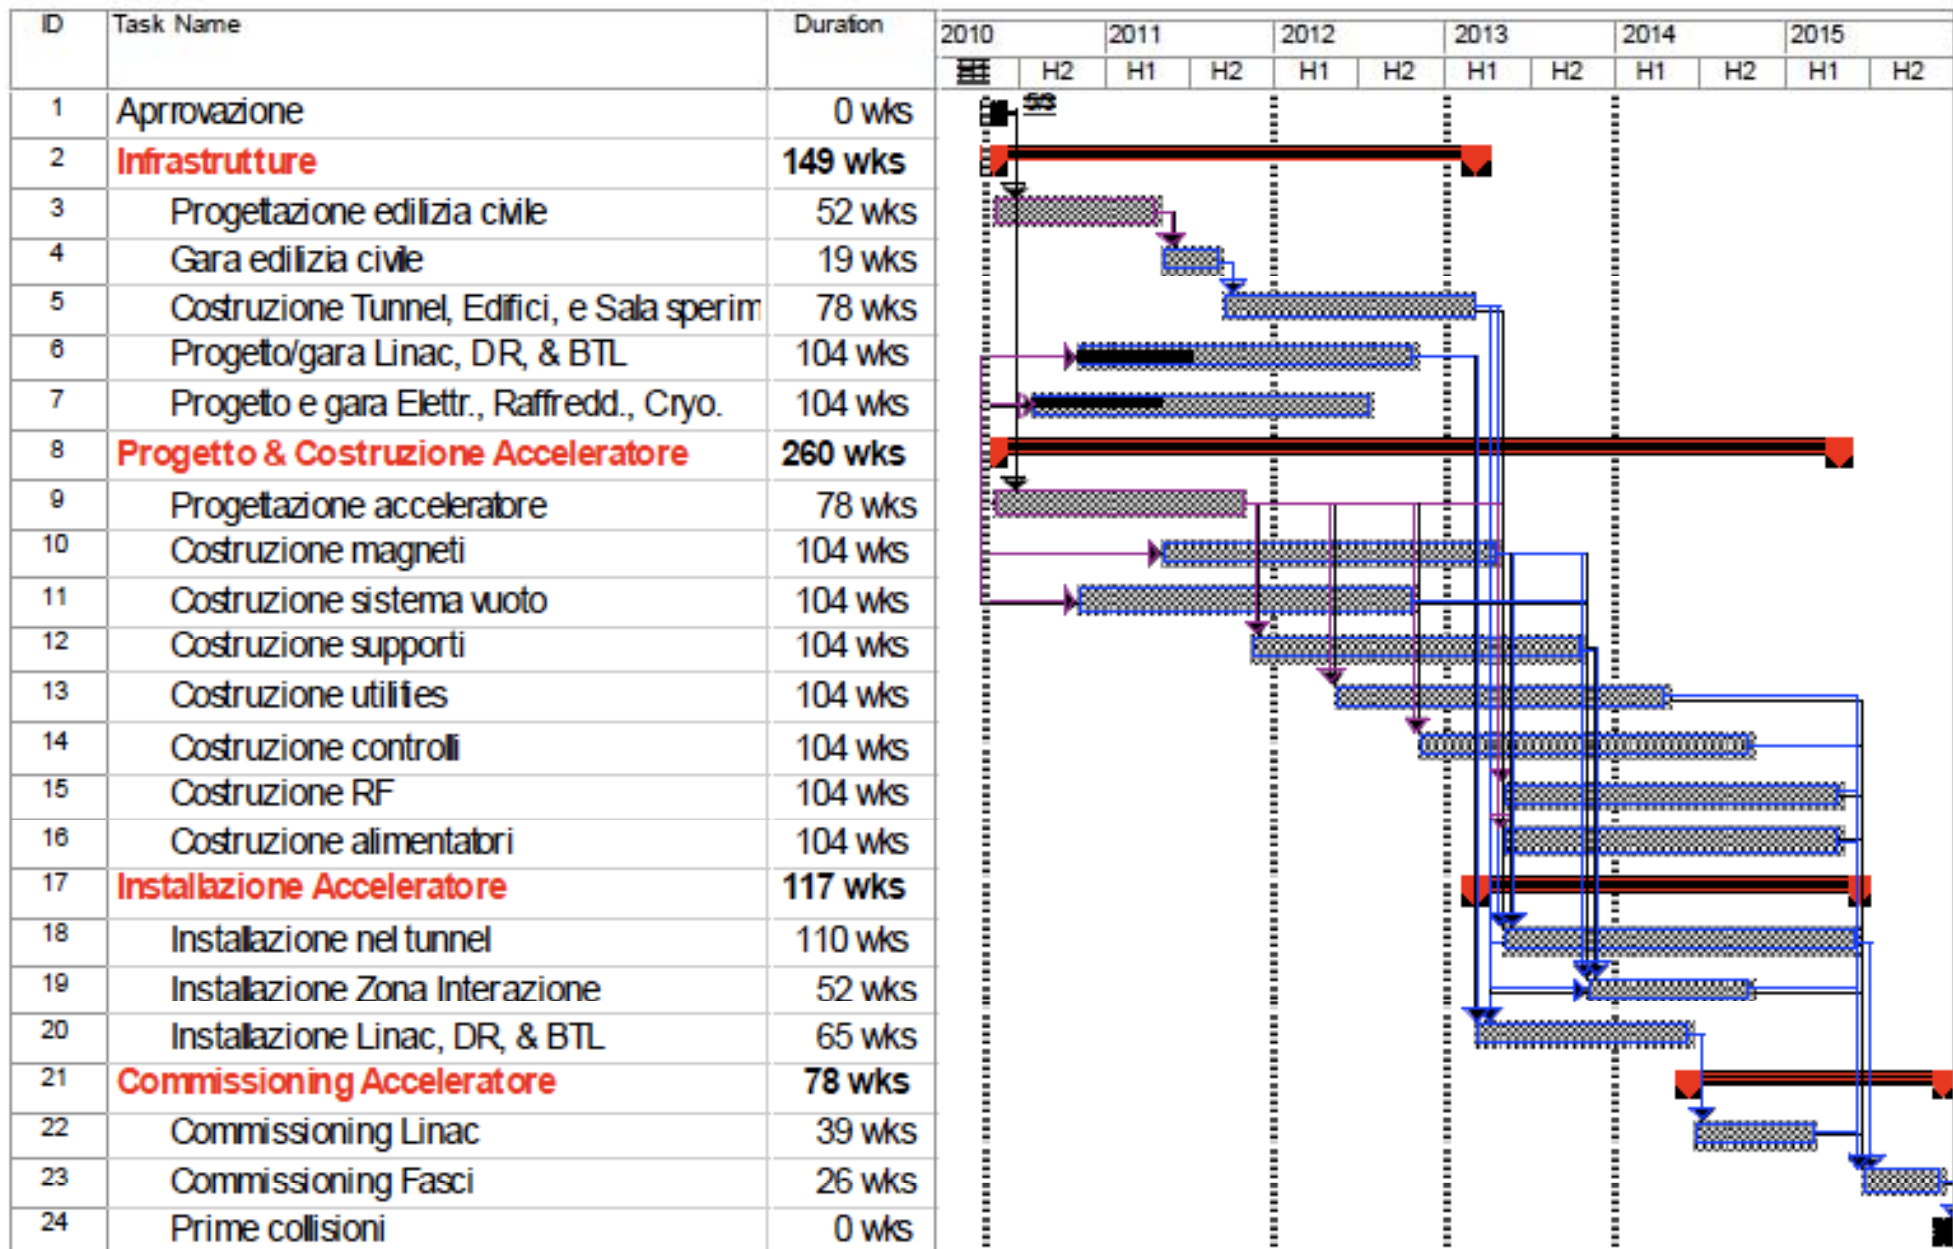 ID Task Name Duration 2010 2011 2012 2013 2014 2015
H1 H2 H1 H2 H1 H2 H1 H2 H1 H2 H1 H2
1 Aprrovazione 0 wks 5/3
2 Infrastrutture 149 wks
3 Progettazione edilizia civile 52 wks
4 Gara edilizia civile 19 wks
5 Costruzione Tunnel, Edifici, e Sala sperim 78 wks
6 Progetto/gara Linac, DR, & BTL 104 wks
7 Progetto e gara Elettr., Raffredd., Cryo. 104 wks
8 Progetto & Costruzione Acceleratore 260 wks
9 Progettazione acceleratore 78 wks
10 Costruzione magneti 104 wks
11 Costruzione sistema vuoto 104 wks
12 Costruzione supporti 104 wks
13 Costruzione utilities 104 wks
14 Costruzione controlli 104 wks
15 Costruzione RF 104 wks
16 Costruzione alimentatori 104 wks
17 Installazione Acceleratore 117 wks
18 Installazione nel tunnel 110 wks
19 Installazione Zona Interazione 52 wks
20 Installazione Linac, DR, & BTL 65 wks
21 Commissioning Acceleratore 78 wks
22 Commissioning Linac 39 wks
23 Commissioning Fasci 26 wks
24 Prime collisioni 0 wks